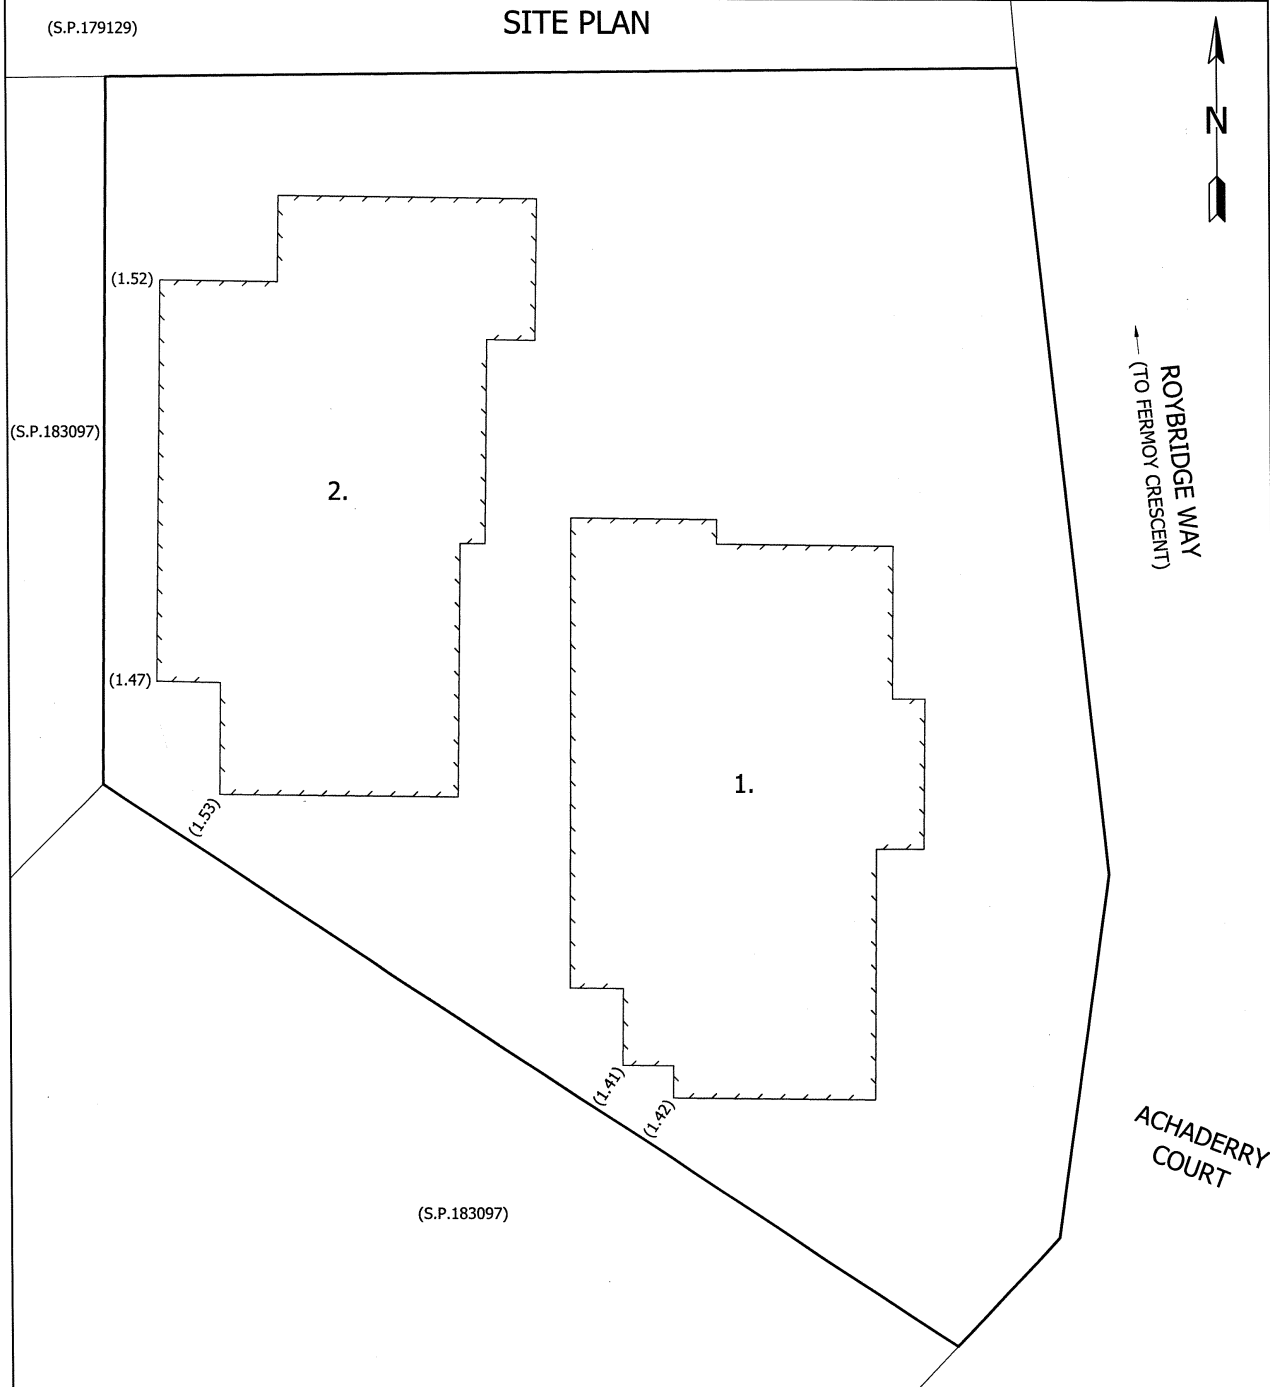 (S.P.179129)
SITE PLAN
N
(1.52)
(S.P.183097)
2.
ROYBRIDGE WAY
(TO FERMOY CRESCENT)
(1.47)
1.
(1.53)
(1.41)
(1.42)
ACHADERRY
COURT
(S.P.183097)